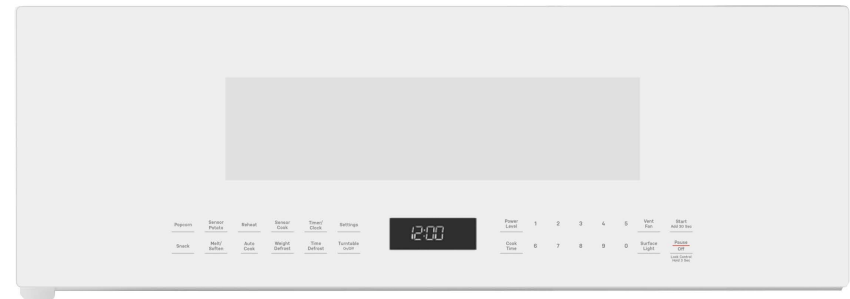 Popcorn Sensor Potato Reheat Sensor Cook Timer/ Clock Settings
12:00
Power Level 1 2 3 4 5 Vent Fan Start Add 30 Sec
Snack Melt/ Soften Auto Cook Weight Defrost Time Defrost Turntable On/Off
Cook Time 6 7 8 9 0 Surface Light Pause Off
Lock Control
Hold 3 Sec